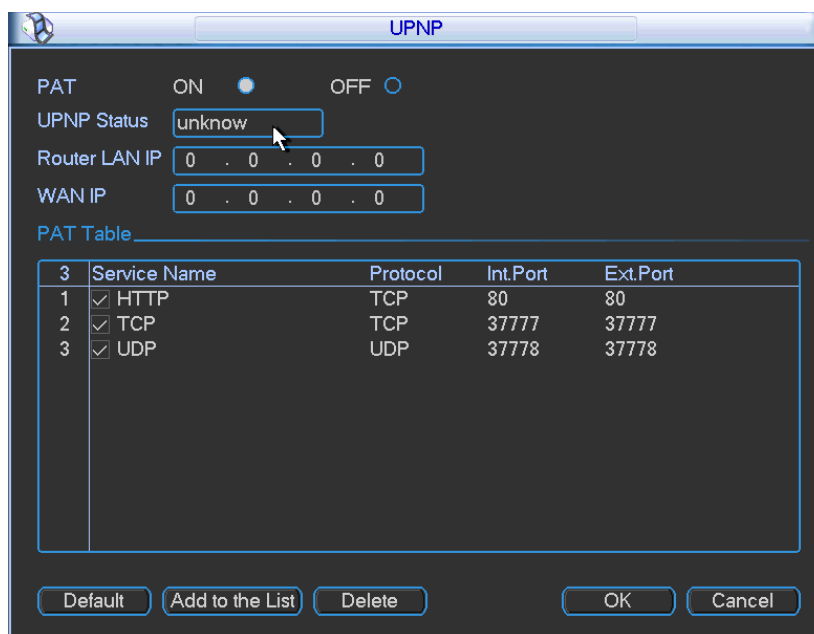 UPNP
PAT ON OFF
UPNP Status unknow
Router LAN IP 0 . 0 . 0 . 0
WAN IP 0 . 0 . 0 . 0
PAT Table
3 Service Name Protocol Int.Port Ext.Port
1 HTTP TCP 80 80
2 TCP TCP 37777 37777
3 UDP UDP 37778 37778
Default Add to the List Delete OK Cancel